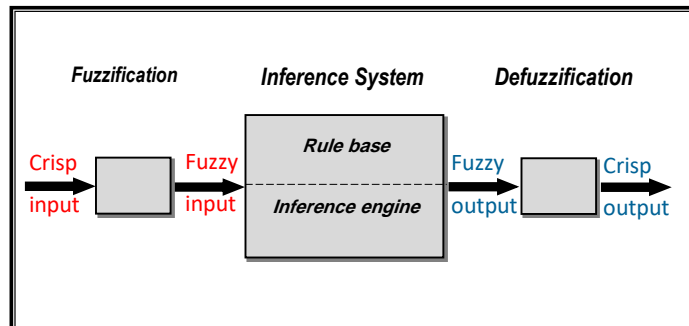 Fuzzification
Inference System
Defuzzification
Crisp
input
Fuzzy
input
Rule base
Inference engine
Fuzzy
output
Crisp
output